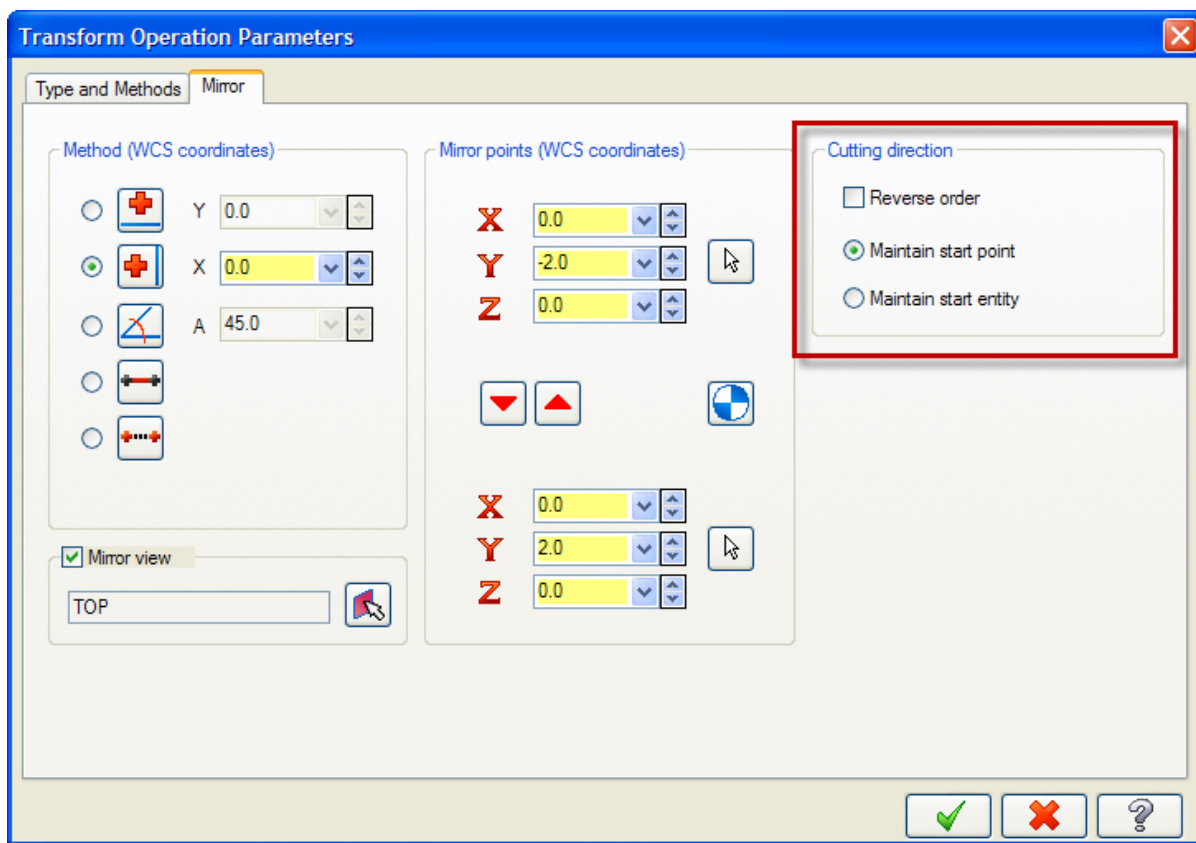 Transform Operation Parameters
Type and Methods
Mirror
Method (WCS coordinates)
Y 0.0
X 0.0
A 45.0
Mirror view
TOP
Mirror points (WCS coordinates)
X 0.0
Y -2.0
Z 0.0
X 0.0
Y 2.0
Z 0.0
Cutting direction
Reverse order
Maintain start point
Maintain start entity
?